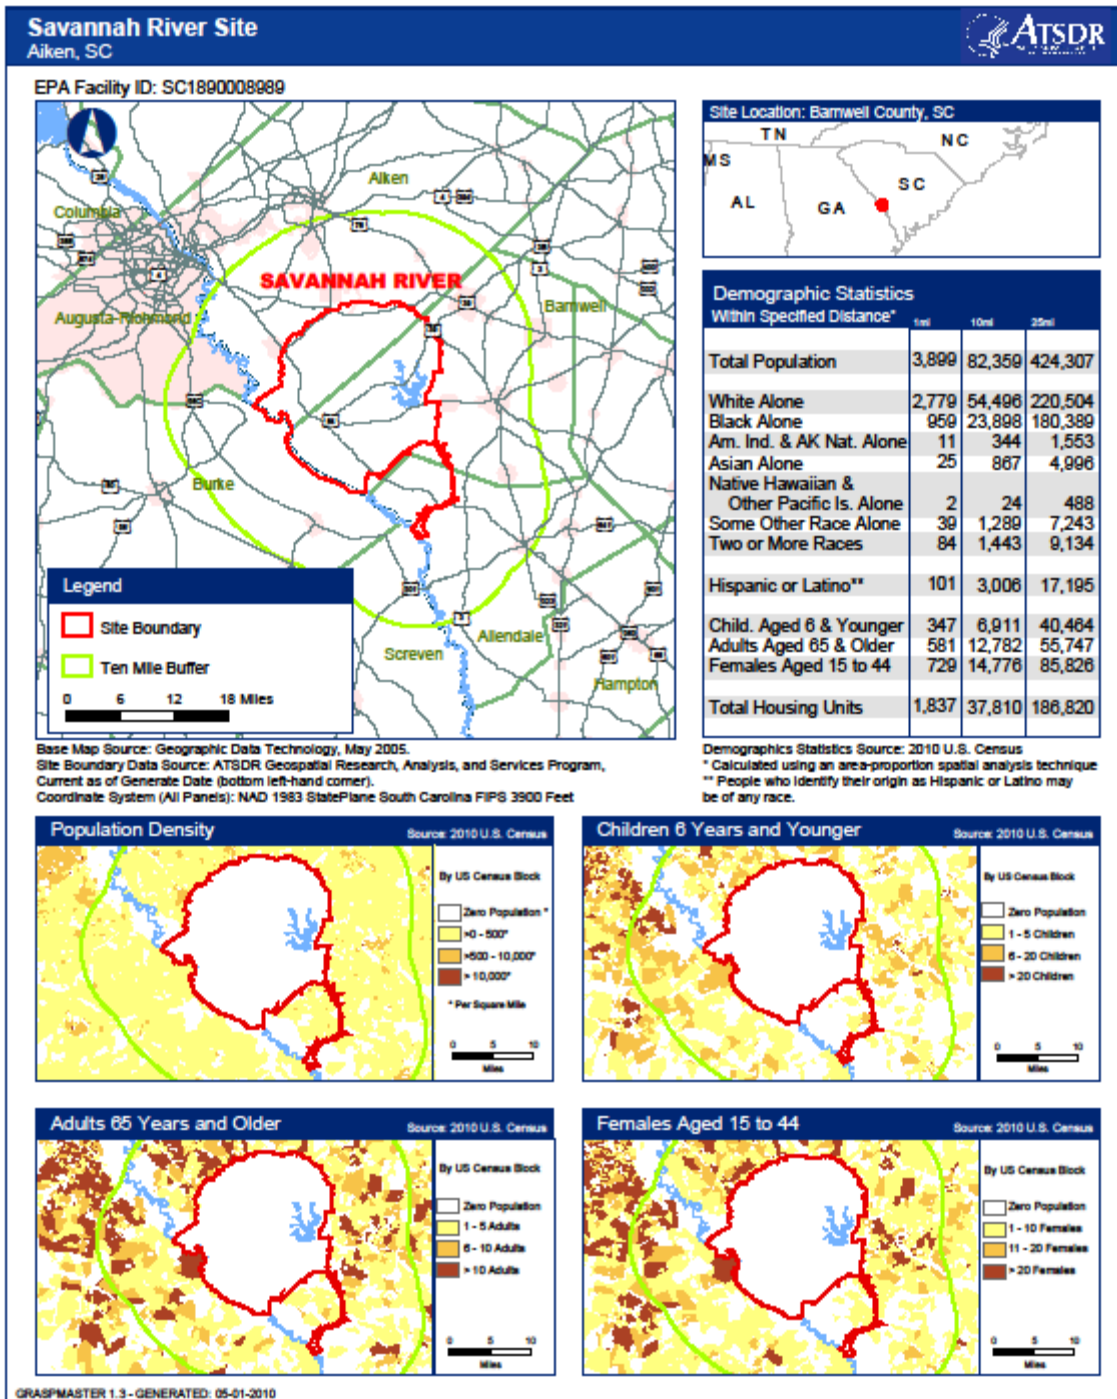 Savannah River Site
Aiken, SC
ATSDR
EPA Facility ID: SC1890008989
Aiken
Columbia
SAVANNAH RIVER
Augusta-Richmond
Barnwell
Burke
Allendale
Screven
Hampton
Legend
Site Boundary
Ten Mile Buffer
0 6 12 18 Miles
Base Map Source: Geographic Data Technology, May 2005.
Site Boundary Data Source: ATSDR Geospatial Research, Analysis, and Services Program,
Current as of Generate Date (bottom left-hand corner).
Coordinate System (All Panels): NAD 1983 StatePlane South Carolina FIPS 3900 Feet
Site Location: Barnwell County, SC
TN
NC
MS
SC
AL
GA
Demographic Statistics
Within Specified Distance* 1mi 10mi 25mi
Total Population 3,899 82,359 424,307
White Alone 2,779 54,496 220,504
Black Alone 959 23,898 180,389
Am. Ind. & AK Nat. Alone 11 344 1,553
Asian Alone 25 867 4,996
Native Hawaiian &
Other Pacific Is. Alone 2 24 488
Some Other Race Alone 39 1,289 7,243
Two or More Races 84 1,443 9,134
Hispanic or Latino** 101 3,006 17,195
Child. Aged 6 & Younger 347 6,911 40,464
Adults Aged 65 & Older 581 12,782 55,747
Females Aged 15 to 44 729 14,776 85,826
Total Housing Units 1,837 37,810 186,820
Demographics Statistics Source: 2010 U.S. Census
* Calculated using an area-proportion spatial analysis technique
** People who identify their origin as Hispanic or Latino may
be of any race.
Population Density Source: 2010 U.S. Census
By US Census Block
Zero Population *
>0 - 500*
>500 - 10,000*
> 10,000*
* Per Square Mile
0 5 10
Miles
Children 6 Years and Younger Source: 2010 U.S. Census
By US Census Block
Zero Population
1 - 5 Children
6 - 20 Children
> 20 Children
0 5 10
Miles
Adults 65 Years and Older Source: 2010 U.S. Census
By US Census Block
Zero Population
1 - 5 Adults
6 - 10 Adults
> 10 Adults
0 5 10
Miles
Females Aged 15 to 44 Source: 2010 U.S. Census
By US Census Block
Zero Population
1 - 10 Females
11 - 20 Females
> 20 Females
0 5 10
Miles
GRASPMASTER 1.3 - GENERATED: 05-01-2010